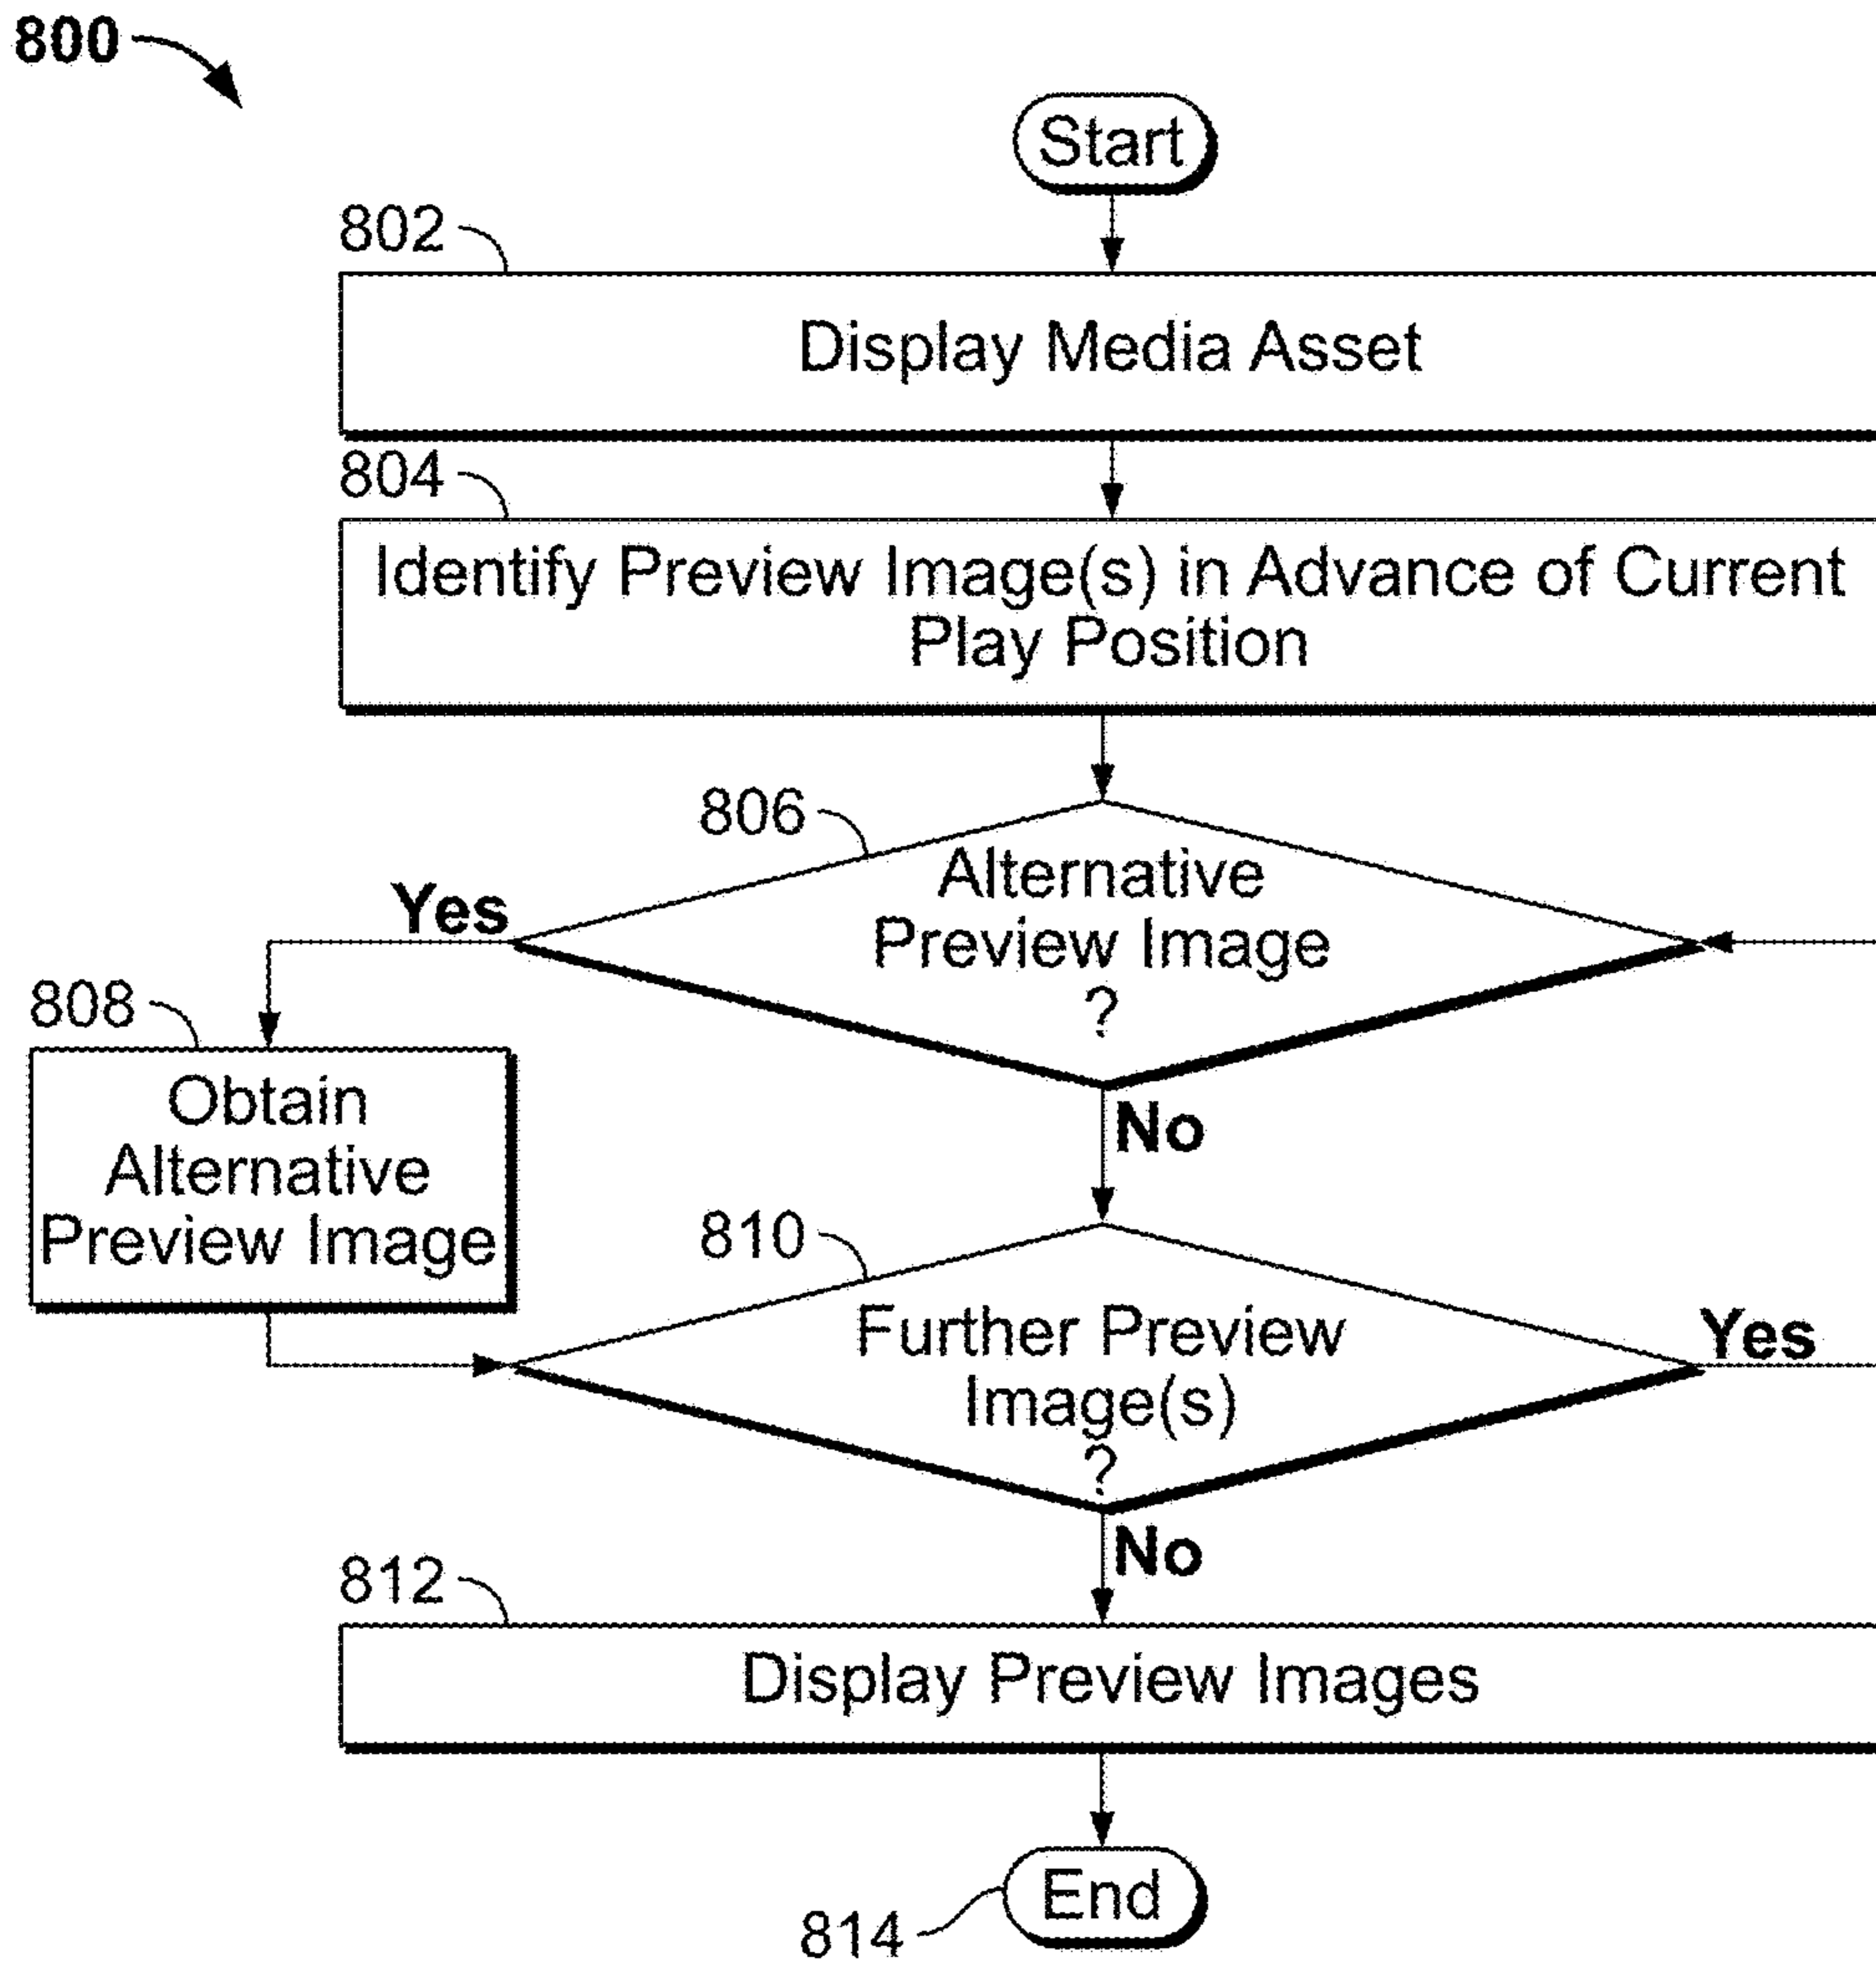 800
Start
802
Display Media Asset
804
Identify Preview Image(s) in Advance of Current
Play Position
806
Alternative
Preview Image
?
Yes
No
808
Obtain
Alternative
Preview Image
810
Further Preview
Image(s)
?
Yes
No
812
Display Preview Images
End
814